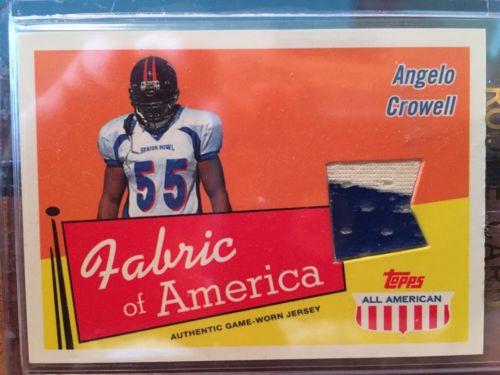 Angelo
Crowell
SENIOR BOWL
55
Fabric
of America
AUTHENTIC GAME-WORN JERSEY
topps
ALL AMERICAN